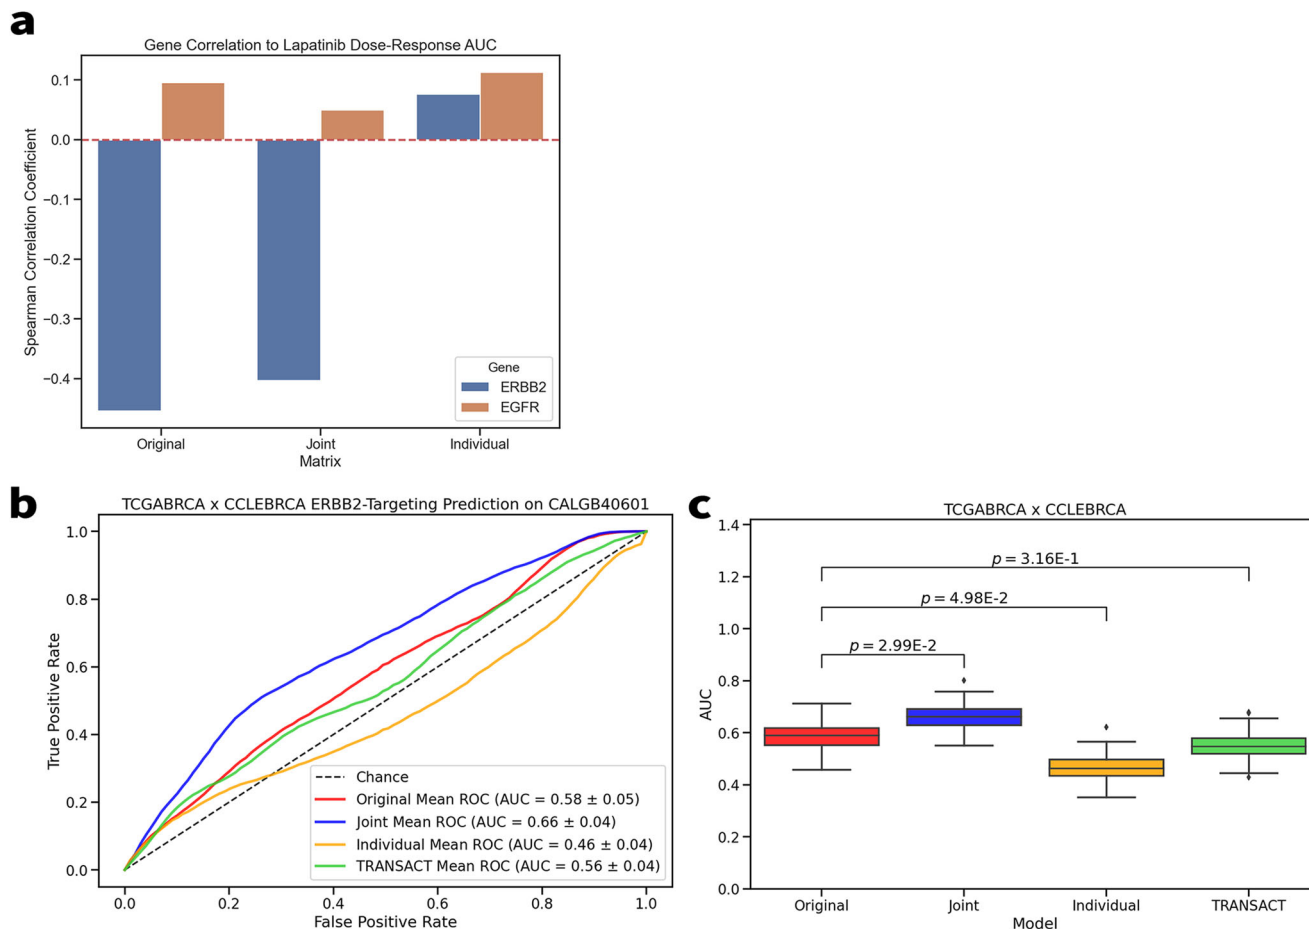 a
Gene Correlation to Lapatinib Dose-Response AUC
Spearman Correlation Coefficient
0.1
0.0
−0.1
−0.2
−0.3
−0.4
Gene
ERBB2
EGFR
Original
Joint
Individual
Matrix
b
TCGABRCA x CCLEBRCA ERBB2-Targeting Prediction on CALGB40601
True Positive Rate
1.0
0.8
0.6
0.4
0.2
0.0
Chance
Original Mean ROC (AUC = 0.58 ± 0.05)
Joint Mean ROC (AUC = 0.66 ± 0.04)
Individual Mean ROC (AUC = 0.46 ± 0.04)
TRANSACT Mean ROC (AUC = 0.56 ± 0.04)
0.0
0.2
0.4
0.6
0.8
1.0
False Positive Rate
c
TCGABRCA x CCLEBRCA
AUC
1.4
1.2
1.0
0.8
0.6
0.4
0.2
0.0
p = 3.16E-1
p = 4.98E-2
p = 2.99E-2
Original
Joint
Individual
TRANSACT
Model